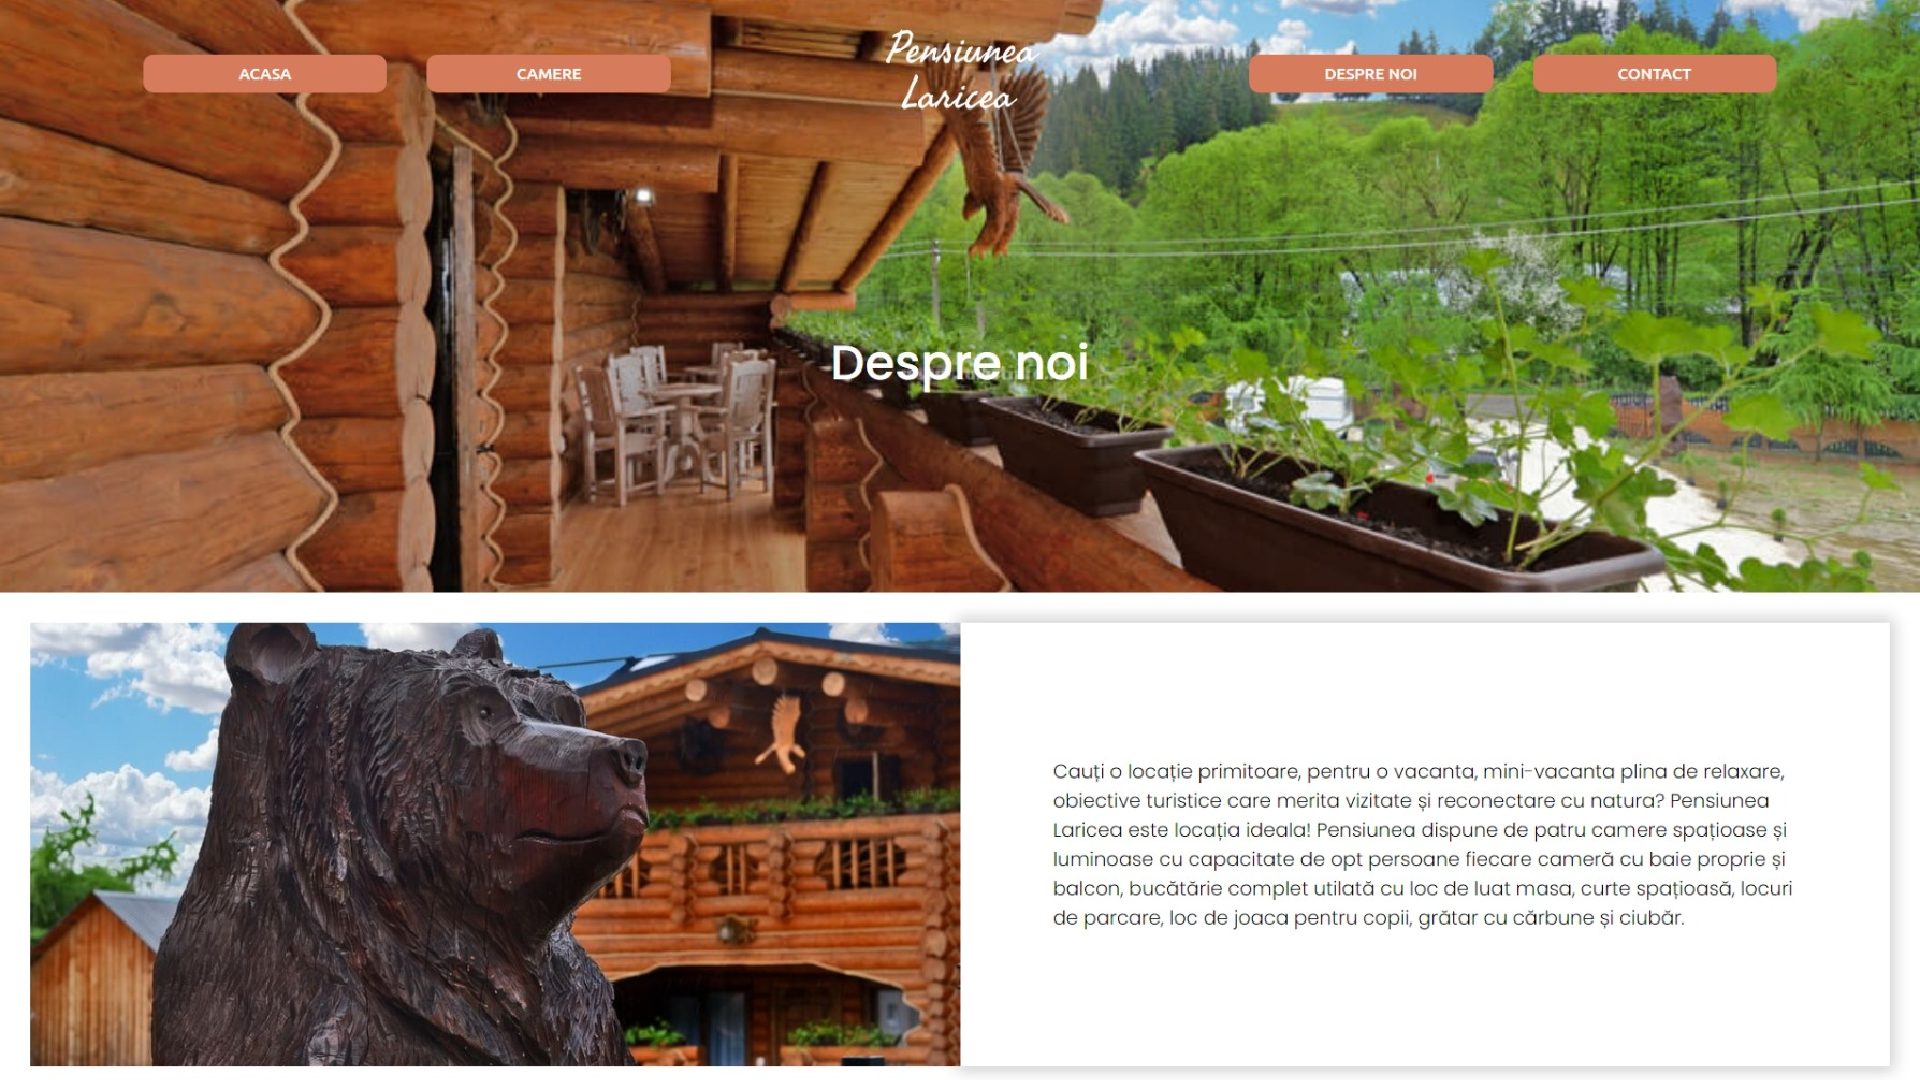 ACASA
CAMERE
Pensiunea
Laricea
DESPRE NOI
CONTACT
Despre noi
Cauți o locație primitoare, pentru o vacanta, mini-vacanta plina de relaxare,
obiective turistice care merita vizitate și reconectare cu natura? Pensiunea
Laricea este locația ideala! Pensiunea dispune de patru camere spațioase și
luminoase cu capacitate de opt persoane fiecare cameră cu baie proprie și
balcon, bucătărie complet utilată cu loc de luat masa, curte spațioasă, locuri
de parcare, loc de joaca pentru copii, grătar cu cărbune și ciubăr.